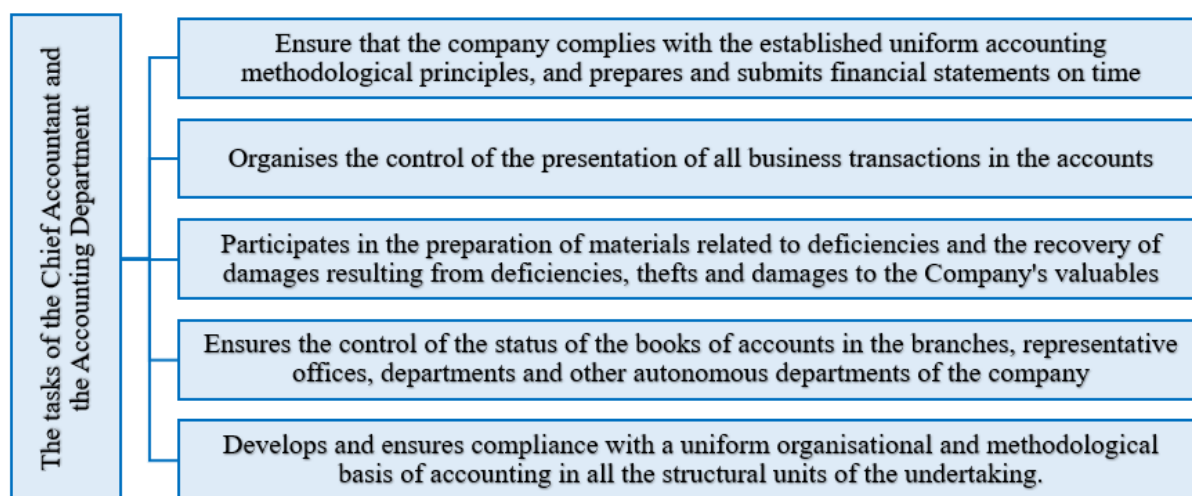 The tasks of the Chief Accountant and
the Accounting Department
Ensure that the company complies with the established uniform accounting
methodological principles, and prepares and submits financial statements on time
Organises the control of the presentation of all business transactions in the accounts
Participates in the preparation of materials related to deficiencies and the recovery of
damages resulting from deficiencies, thefts and damages to the Company's valuables
Ensures the control of the status of the books of accounts in the branches, representative
offices, departments and other autonomous departments of the company
Develops and ensures compliance with a uniform organisational and methodological
basis of accounting in all the structural units of the undertaking.